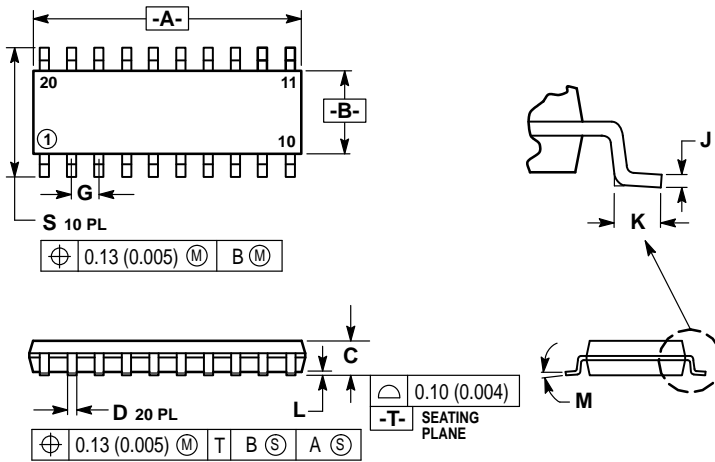 -A-
20
11
-B-
1
10
J
G
K
S 10 PL
⌖ 0.13 (0.005) Ⓜ B Ⓜ
C
L
M
D 20 PL
⌓ 0.10 (0.004)
-T- SEATING
PLANE
⌖ 0.13 (0.005) Ⓜ T B Ⓢ A Ⓢ